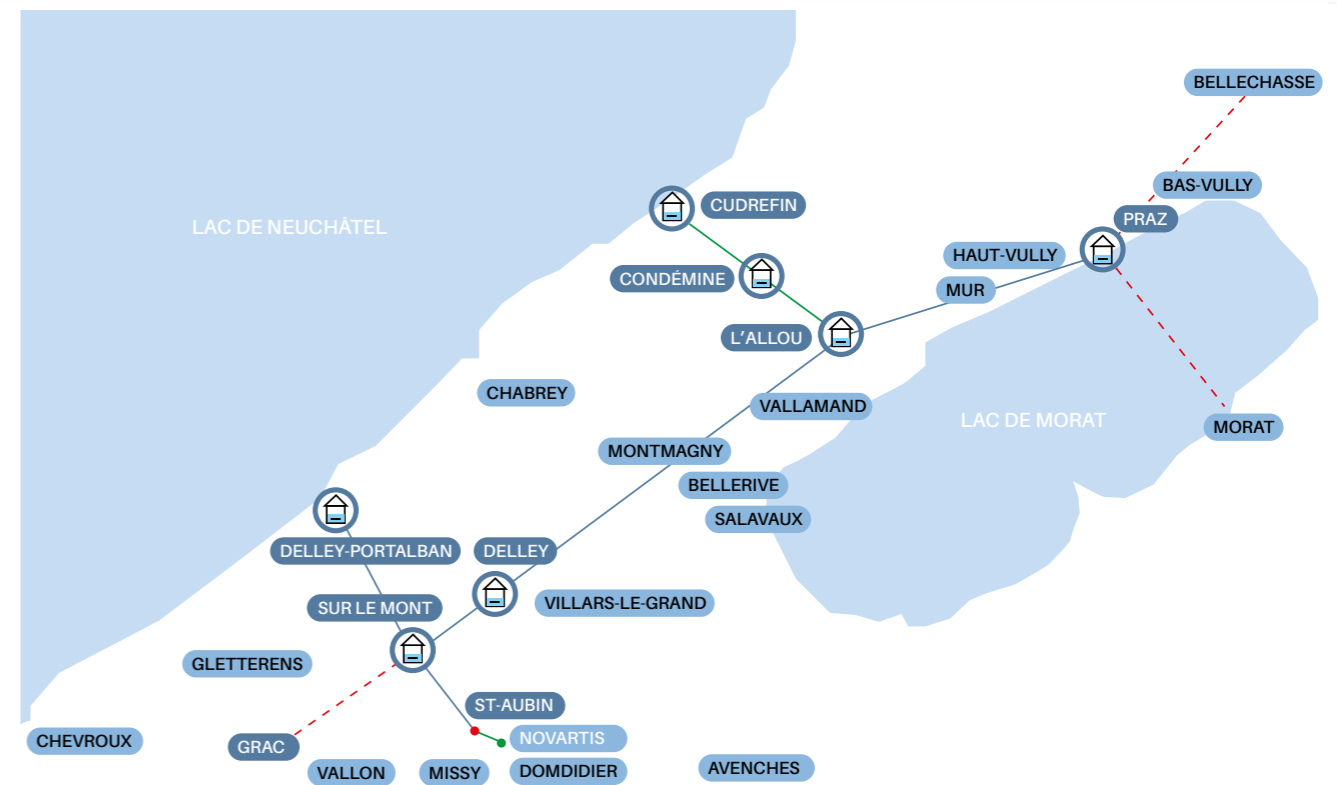 BELLECHASSE
BAS-VULLY
CUDREFIN
PRAZ
LAC DE NEUCHÂTEL
HAUT-VULLY
CONDÉMINE
MUR
L'ALLOU
CHABREY
VALLAMAND
LAC DE MORAT
MORAT
MONTMAGNY
BELLERIVE
SALAVAUX
DELLEY-PORTALBAN
DELLEY
VILLARS-LE-GRAND
SUR LE MONT
GLETTERENS
ST-AUBIN
NOVARTIS
CHEVROUX
GRAC
VALLON
MISSY
DOMDIDIER
AVENCHES